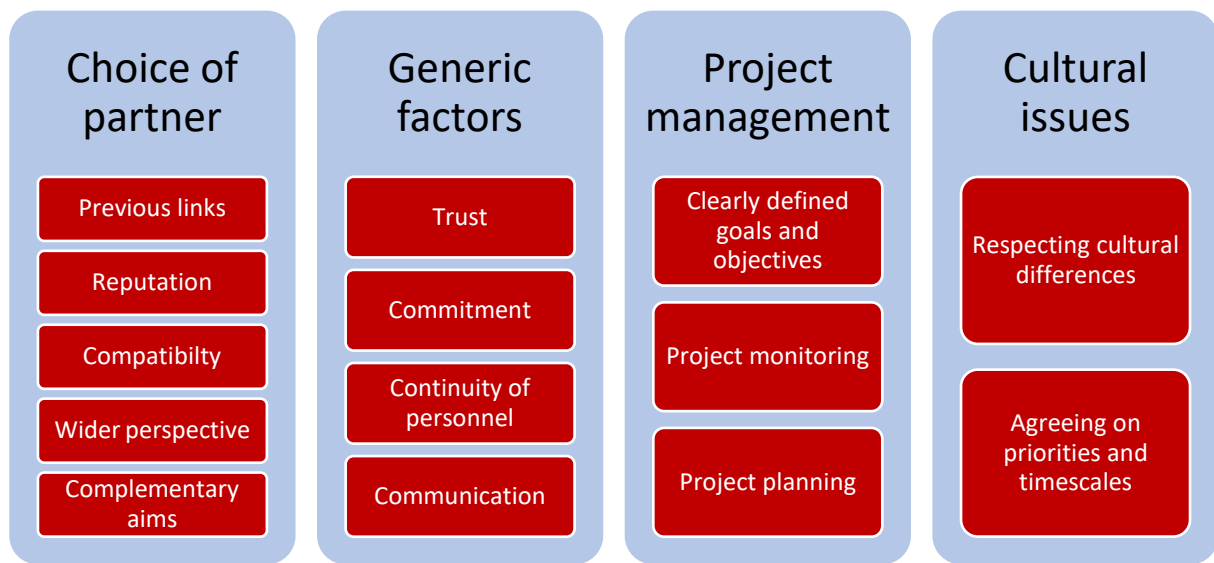 Choice of
partner
Previous links
Reputation
Compatibilty
Wider perspective
Complementary
aims
Generic
factors
Trust
Commitment
Continuity of
personnel
Communication
Project
management
Clearly defined
goals and
objectives
Project monitoring
Project planning
Cultural
issues
Respecting cultural
differences
Agreeing on
priorities and
timescales